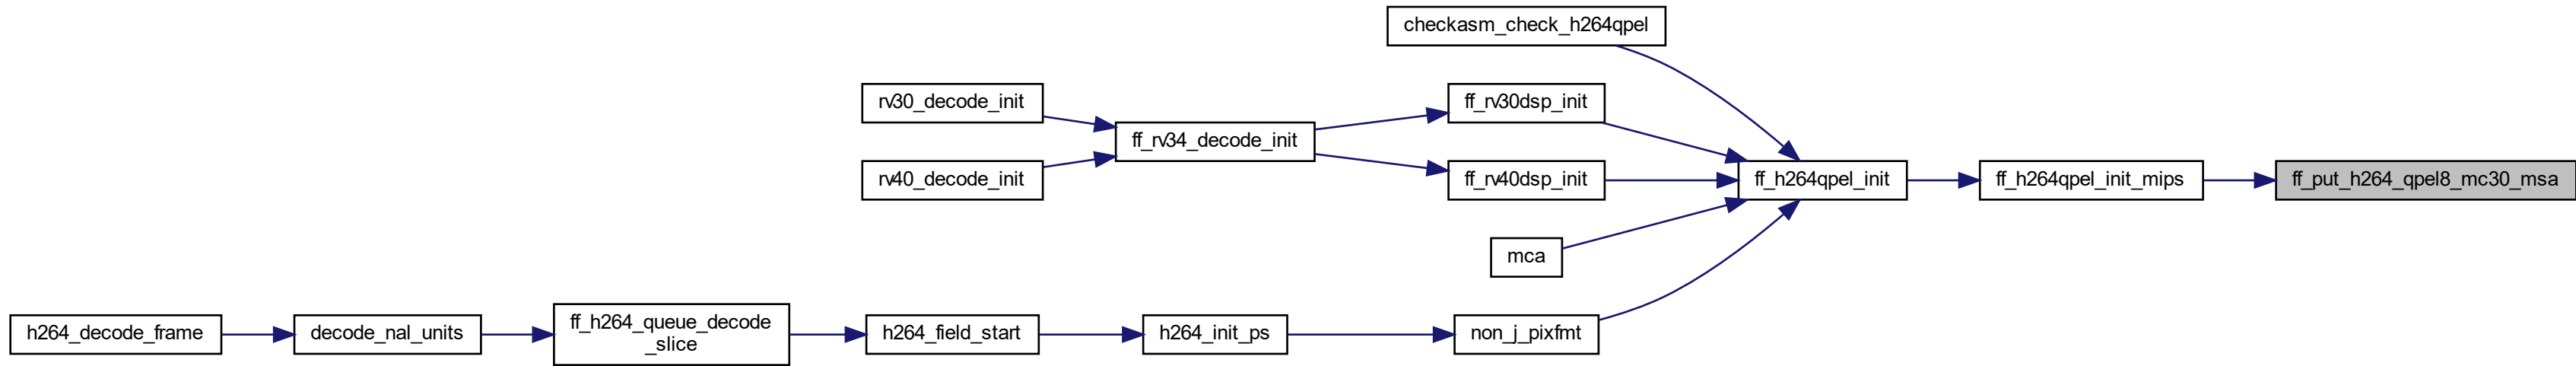 checkasm_check_h264qpel
rv30_decode_init
ff_rv30dsp_init
ff_rv34_decode_init
rv40_decode_init
ff_rv40dsp_init
ff_h264qpel_init
ff_h264qpel_init_mips
ff_put_h264_qpel8_mc30_msa
mca
h264_decode_frame
decode_nal_units
ff_h264_queue_decode
_slice
h264_field_start
h264_init_ps
non_j_pixfmt